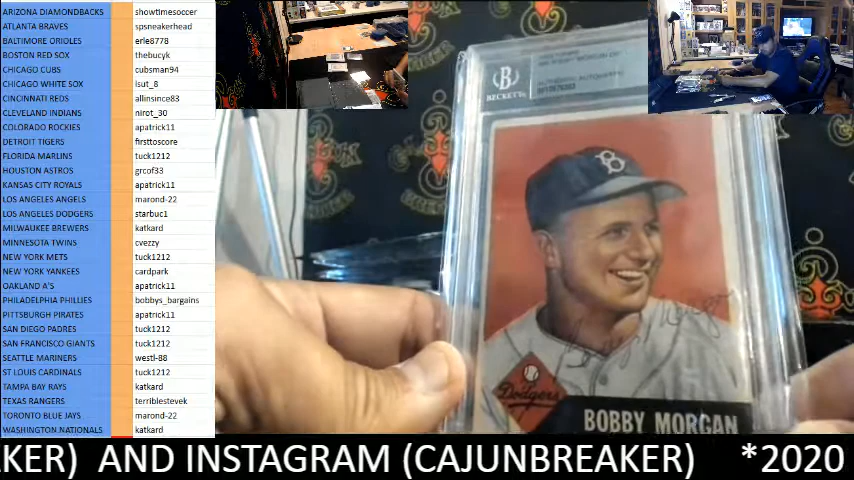 ARIZONA DIAMONDBACKS showtimesoccer
ATLANTA BRAVES spsneakerhead
BALTIMORE ORIOLES erle8778
BOSTON RED SOX thebucyk
CHICAGO CUBS cubsman94
CHICAGO WHITE SOX lsut_8
CINCINNATI REDS allinsince83
CLEVELAND INDIANS nirot_30
COLORADO ROCKIES apatrick11
DETROIT TIGERS firsttoscore
FLORIDA MARLINS tuck1212
HOUSTON ASTROS grcof33
KANSAS CITY ROYALS apatrick11
LOS ANGELES ANGELS marond-22
LOS ANGELES DODGERS starbuc1
MILWAUKEE BREWERS katkard
MINNESOTA TWINS cvezzy
NEW YORK METS tuck1212
NEW YORK YANKEES cardpark
OAKLAND A'S apatrick11
PHILADELPHIA PHILLIES bobbys_bargains
PITTSBURGH PIRATES apatrick11
SAN DIEGO PADRES tuck1212
SAN FRANCISCO GIANTS tuck1212
SEATTLE MARINERS westl-88
ST LOUIS CARDINALS tuck1212
TAMPA BAY RAYS katkard
TEXAS RANGERS terriblestevek
TORONTO BLUE JAYS marond-22
WASHINGTON NATIONALS katkard
BECKETT
B
Dodgers
BOBBY MORGAN
KER) AND INSTAGRAM (CAJUNBREAKER) *2020